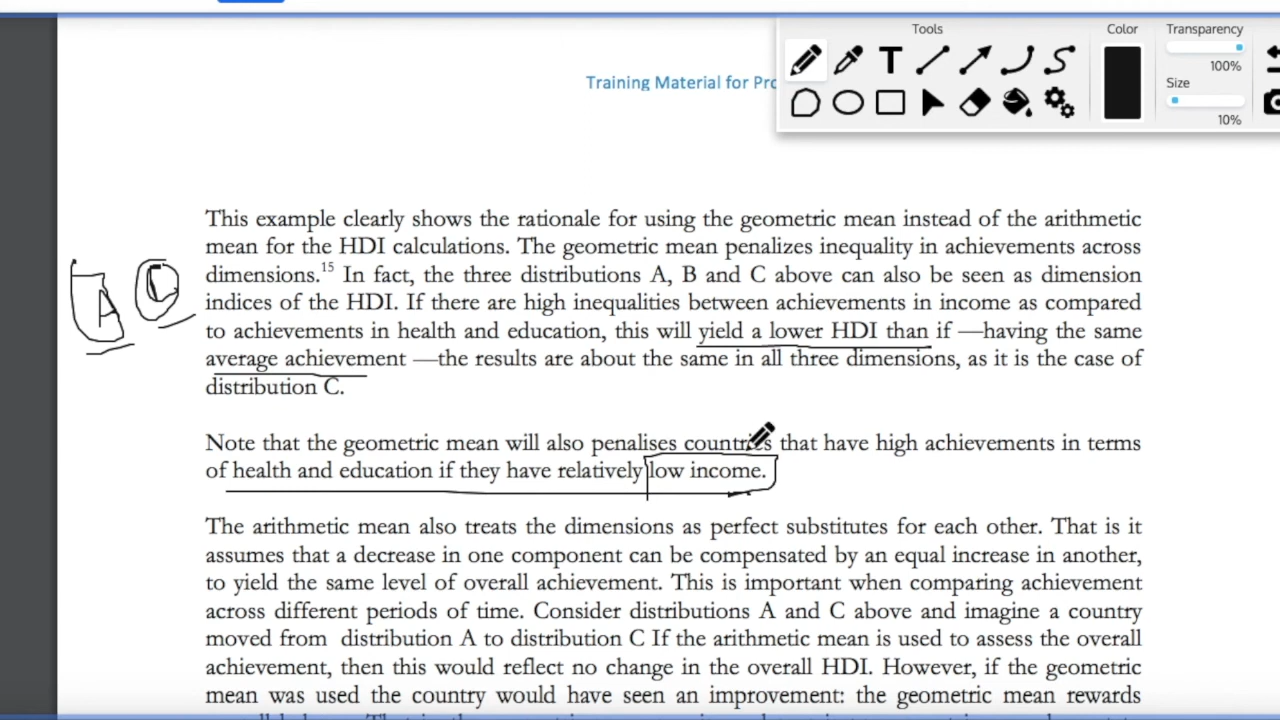 Tools
Color
Transparency
100%
Size
10%
Training Material for Pro
This example clearly shows the rationale for using the geometric mean instead of the arithmetic
mean for the HDI calculations. The geometric mean penalizes inequality in achievements across
dimensions.15 In fact, the three distributions A, B and C above can also be seen as dimension
indices of the HDI. If there are high inequalities between achievements in income as compared
to achievements in health and education, this will yield a lower HDI than if —having the same
average achievement —the results are about the same in all three dimensions, as it is the case of
distribution C.
A C
Note that the geometric mean will also penalises countries that have high achievements in terms
of health and education if they have relatively low income.
The arithmetic mean also treats the dimensions as perfect substitutes for each other. That is it
assumes that a decrease in one component can be compensated by an equal increase in another,
to yield the same level of overall achievement. This is important when comparing achievement
across different periods of time. Consider distributions A and C above and imagine a country
moved from distribution A to distribution C If the arithmetic mean is used to assess the overall
achievement, then this would reflect no change in the overall HDI. However, if the geometric
mean was used the country would have seen an improvement: the geometric mean rewards